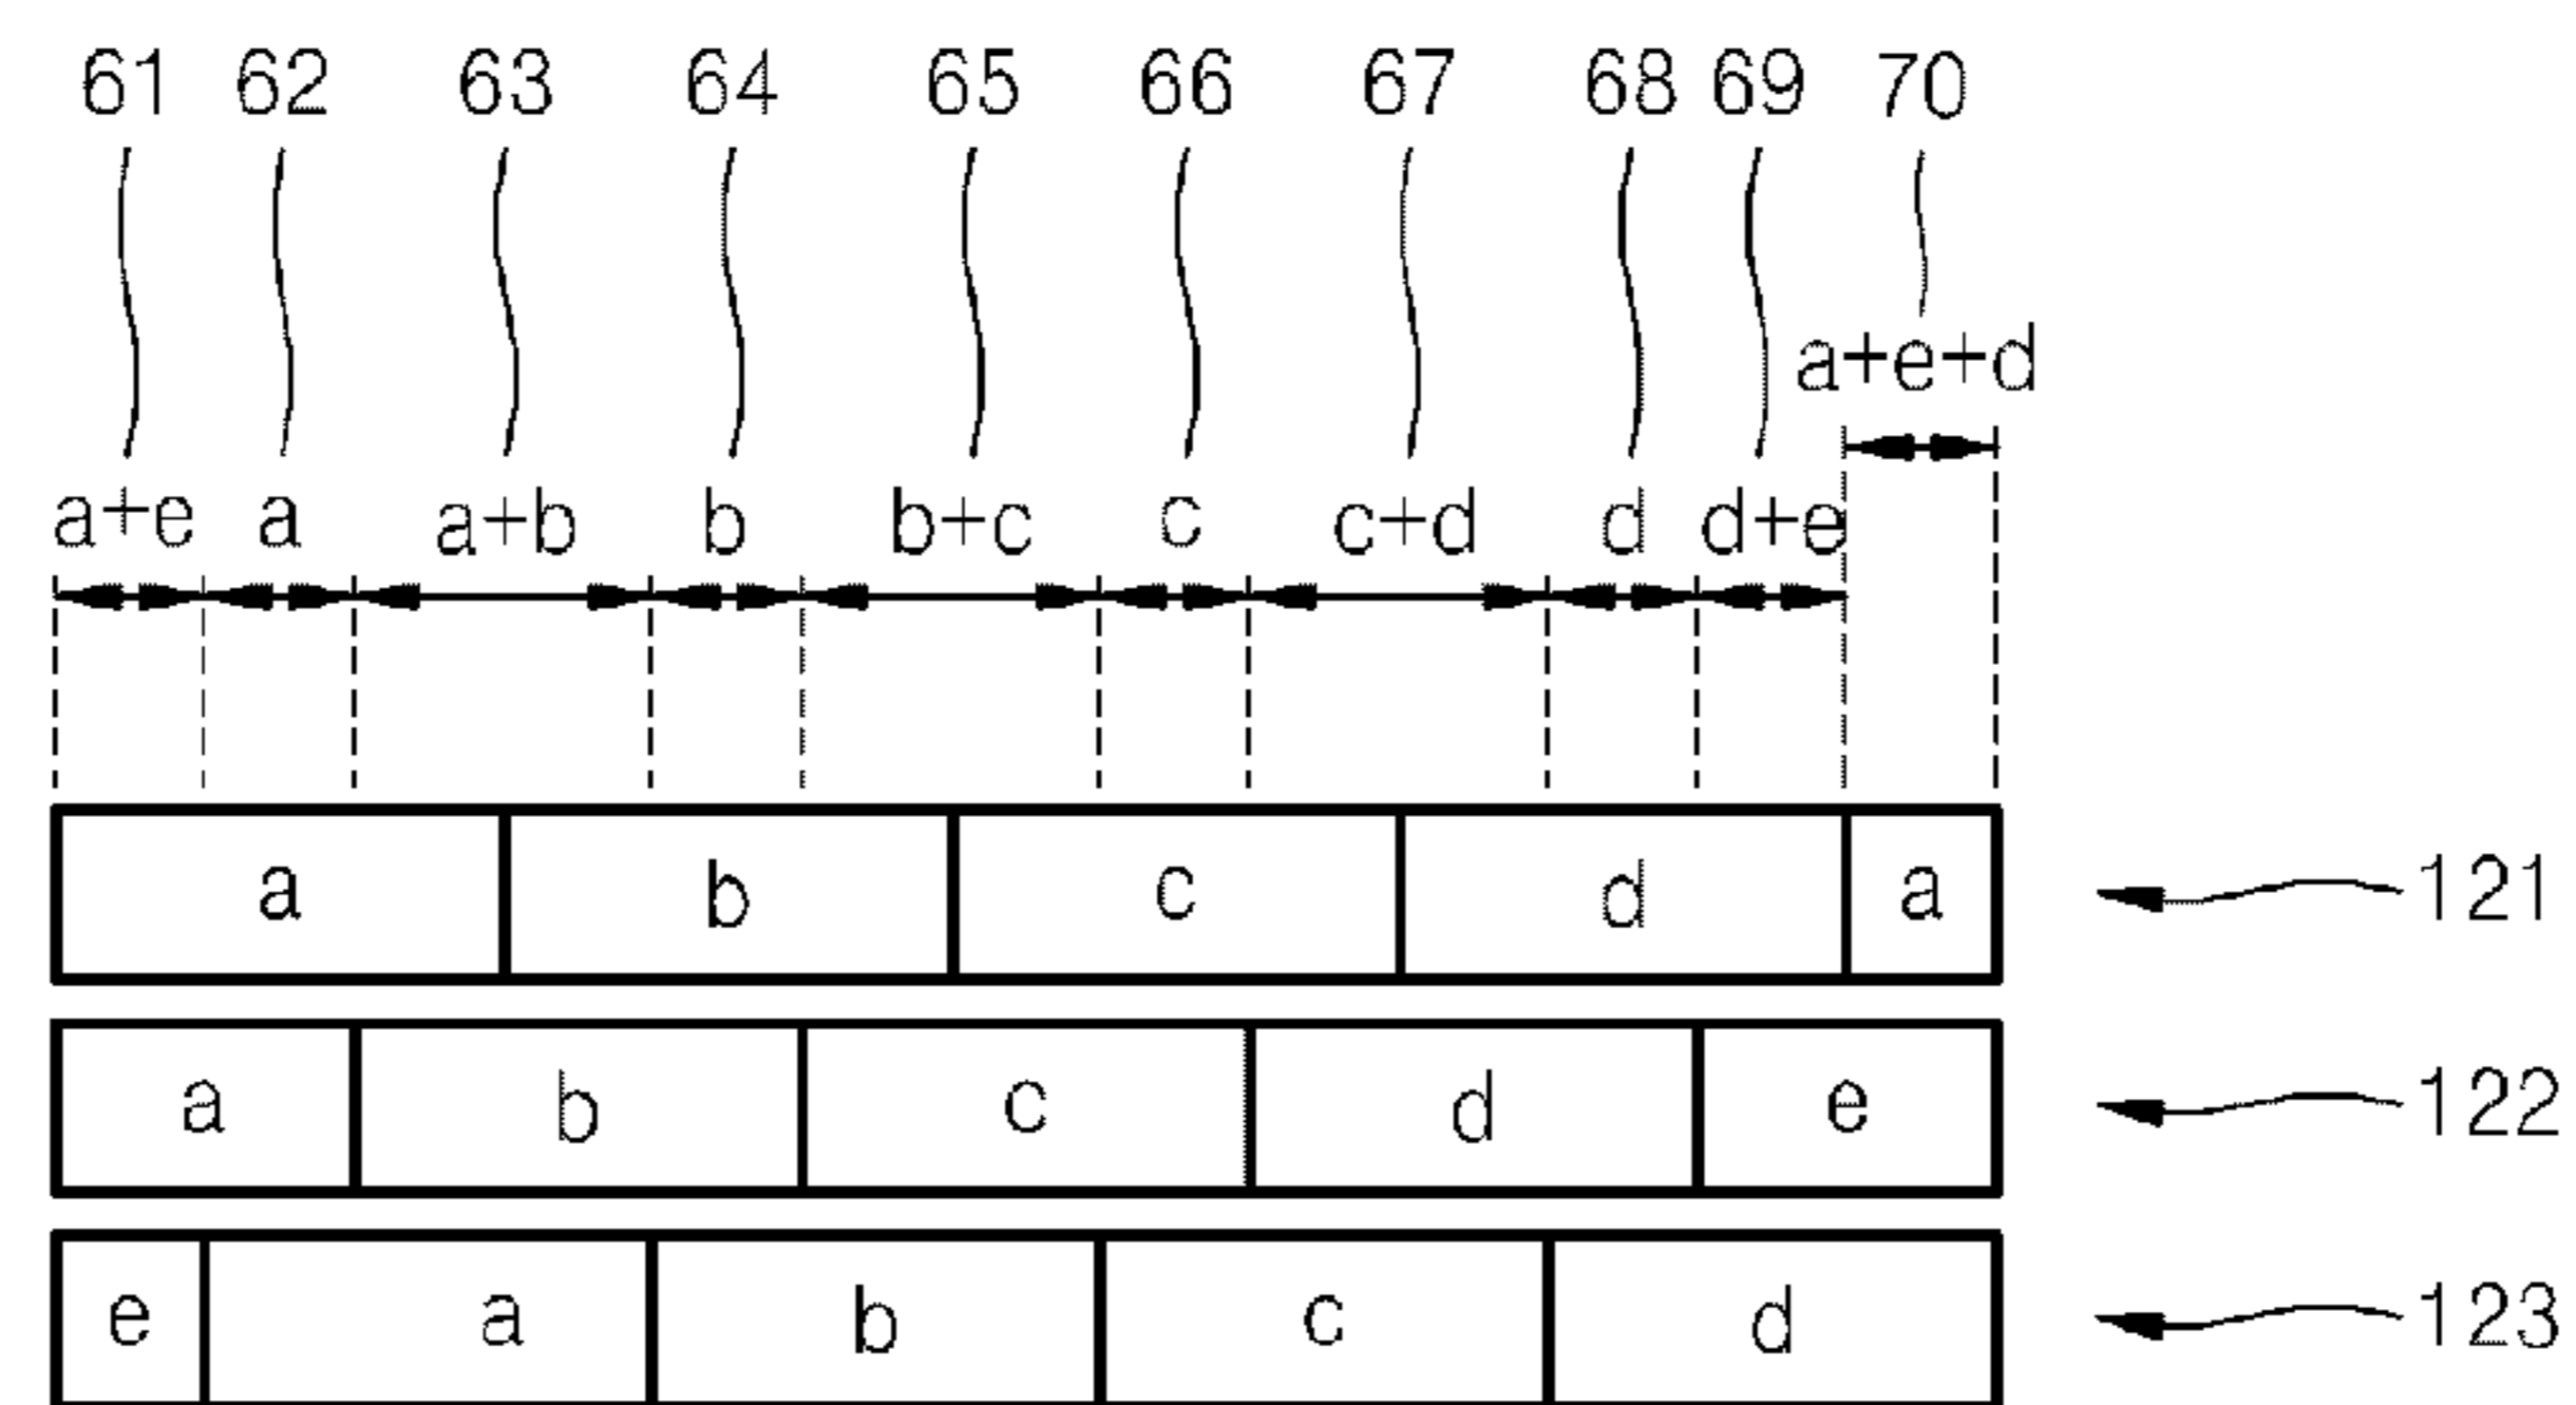 61 62 63 64 65 66 67 68 69 70
a+e+d
a+e a a+b b b+c c c+d d d+e
a b c d a 121
a b c d e 122
e a b c d 123